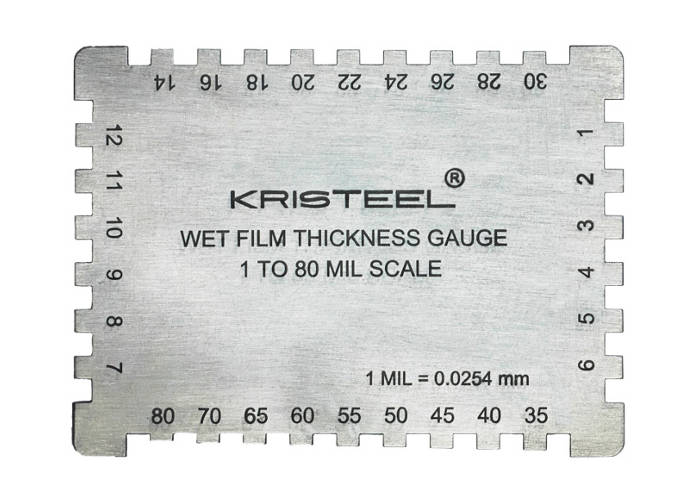 14 16 18 20 22 24 26 28 30
12
11
10
9
8
7
1
2
3
4
5
6
KRISTEEL®
WET FILM THICKNESS GAUGE
1 TO 80 MIL SCALE
1 MIL = 0.0254 mm
80 70 65 60 55 50 45 40 35